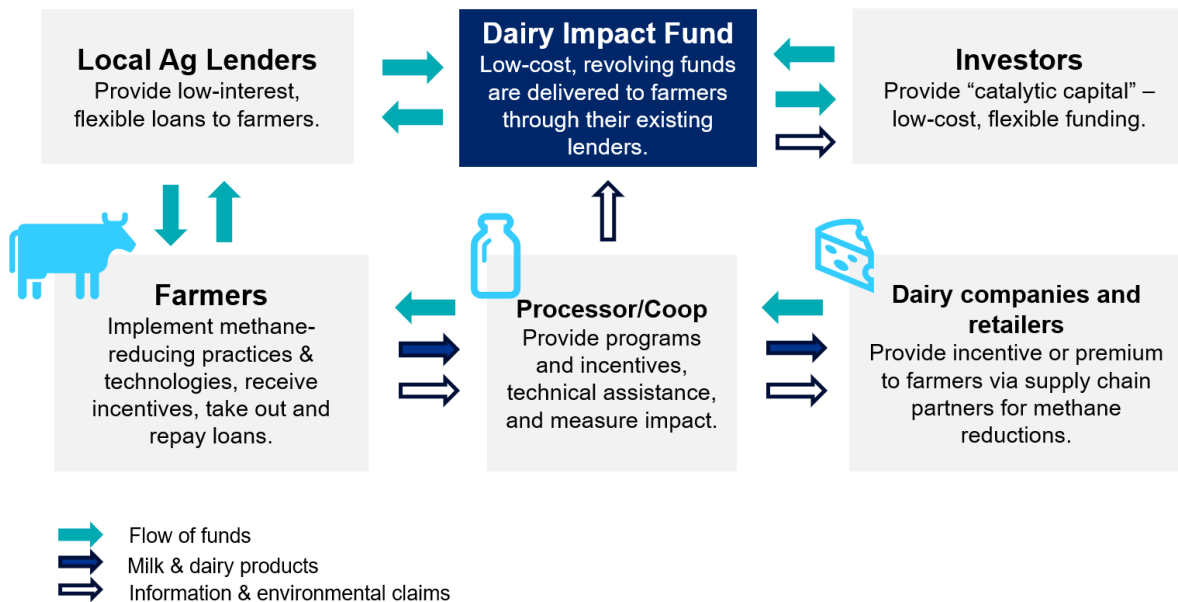 Local Ag Lenders
Provide low-interest,
flexible loans to farmers.
Dairy Impact Fund
Low-cost, revolving funds
are delivered to farmers
through their existing
lenders.
Investors
Provide “catalytic capital” –
low-cost, flexible funding.
Farmers
Implement methane-
reducing practices &
technologies, receive
incentives, take out and
repay loans.
Processor/Coop
Provide programs
and incentives,
technical assistance,
and measure impact.
Dairy companies and
retailers
Provide incentive or premium
to farmers via supply chain
partners for methane
reductions.
Flow of funds
Milk & dairy products
Information & environmental claims